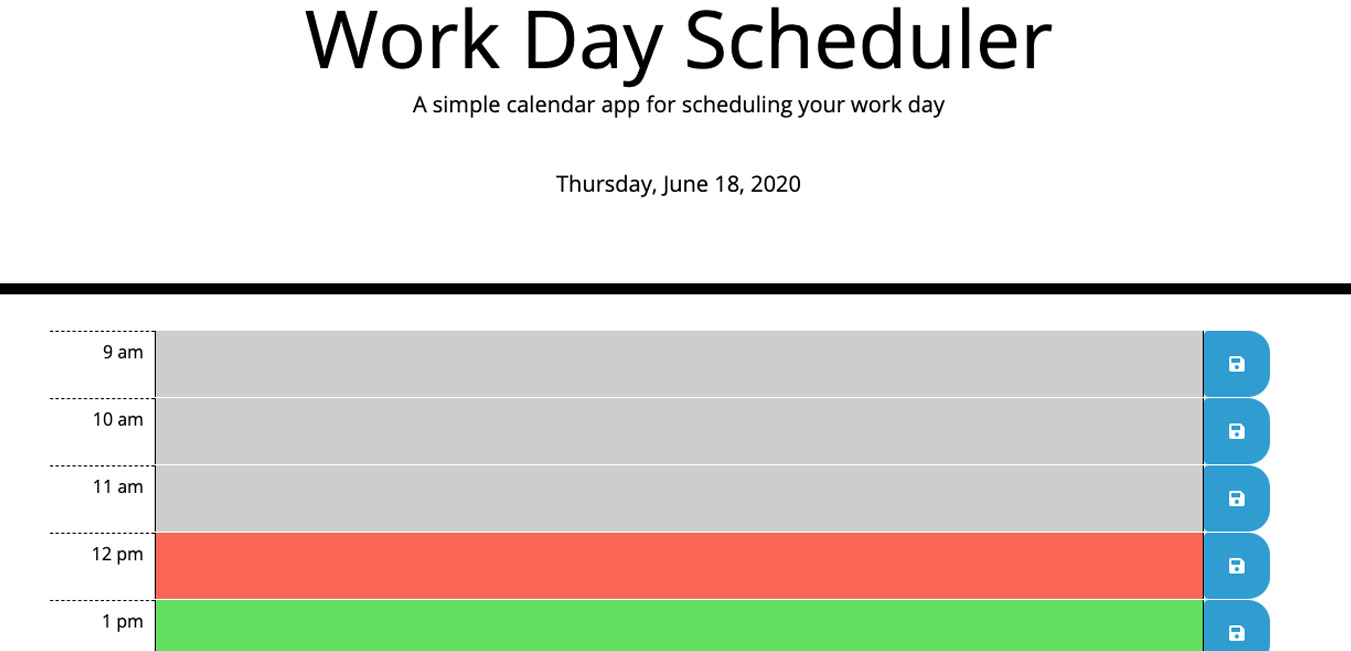 Work Day Scheduler
A simple calendar app for scheduling your work day
Thursday, June 18, 2020
9 am
10 am
11 am
12 pm
1 pm